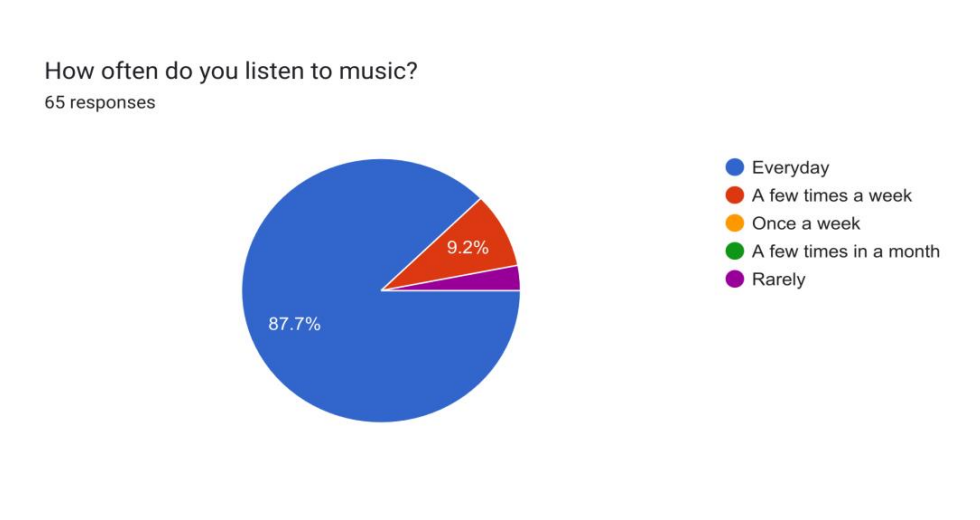 How often do you listen to music?
65 responses
Everyday
A few times a week
Once a week
A few times in a month
Rarely
9.2%
87.7%